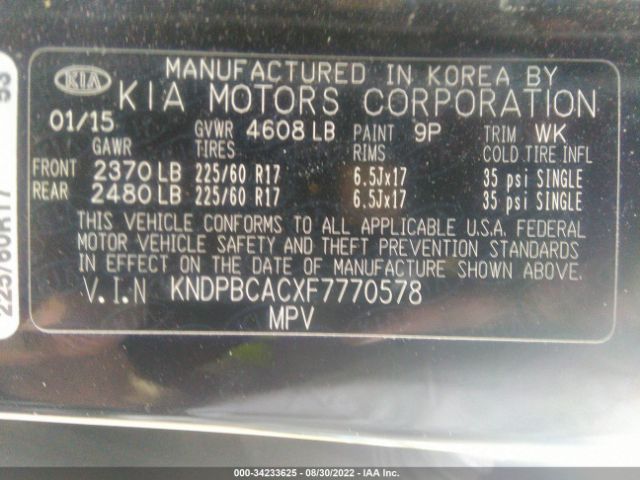 KIA
MANUFACTURED IN KOREA BY
KIA MOTORS CORPORATION
01/15 GVWR 4608 LB PAINT 9P TRIM WK
GAWR TIRES RIMS COLD TIRE INFL
FRONT 2370 LB 225/60 R17 6.5Jx17 35 psi SINGLE
REAR 2480 LB 225/60 R17 6.5Jx17 35 psi SINGLE
THIS VEHICLE CONFORMS TO ALL APPLICABLE U.S.A. FEDERAL
MOTOR VEHICLE SAFETY AND THEFT PREVENTION STANDARDS
IN EFFECT ON THE DATE OF MANUFACTURE SHOWN ABOVE.
V.I.N KNDPBCACXF7770578
MPV
225/60R17 53
000-34233625 - 08/30/2022 - IAA Inc.